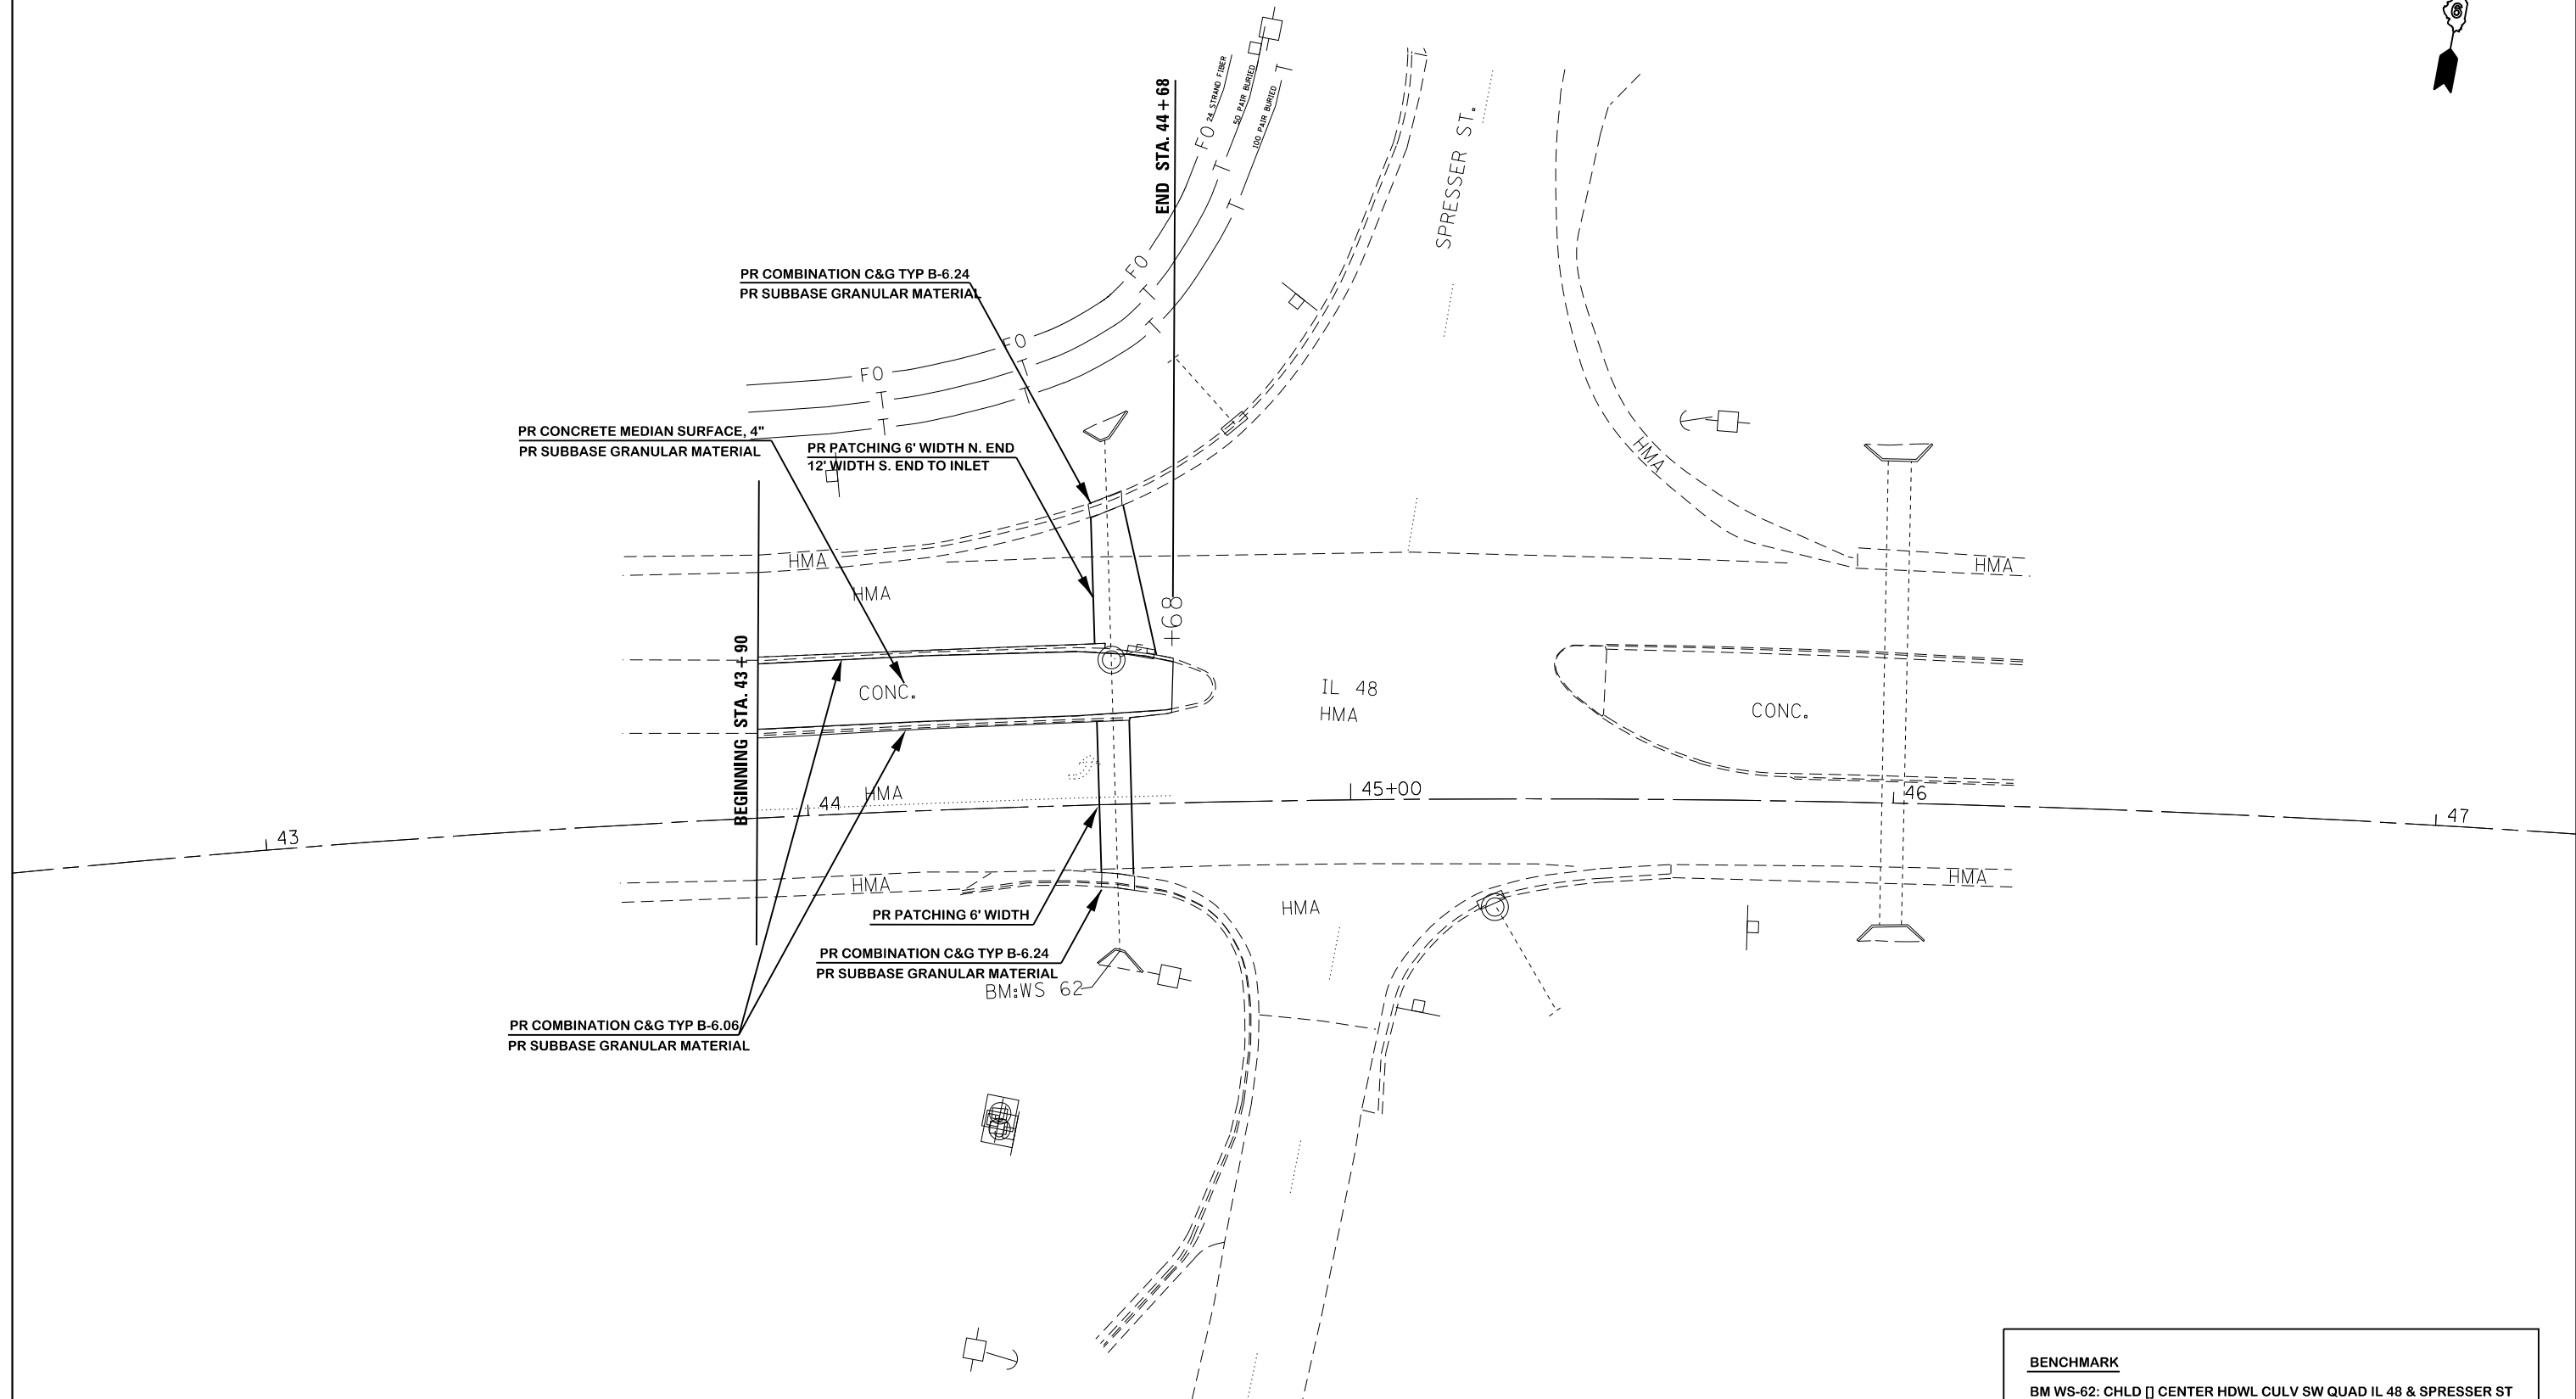 6
24 STRAND FIBER
50 PAIR BURIED
100 PAIR BURIED
FO
T
T
END STA. 44+68
SPRESSER ST.
PR COMBINATION C&G TYP B-6.24
PR SUBBASE GRANULAR MATERIAL
FO
T
T
FO
T
T
FO
T
T
PR CONCRETE MEDIAN SURFACE, 4"
PR SUBBASE GRANULAR MATERIAL
PR PATCHING 6' WIDTH N. END
12' WIDTH S. END TO INLET
HMA
HMA
HMA
HMA
+68
BEGINNING STA. 43+90
CONC.
IL 48
HMA
CONC.
HMA
43
44
45+00
46
47
HMA
HMA
HMA
PR PATCHING 6' WIDTH
PR COMBINATION C&G TYP B-6.24
PR SUBBASE GRANULAR MATERIAL
BM:WS 62
PR COMBINATION C&G TYP B-6.06
PR SUBBASE GRANULAR MATERIAL
BENCHMARK
BM WS-62: CHLD [] CENTER HDWL CULV SW QUAD IL 48 & SPRESSER ST